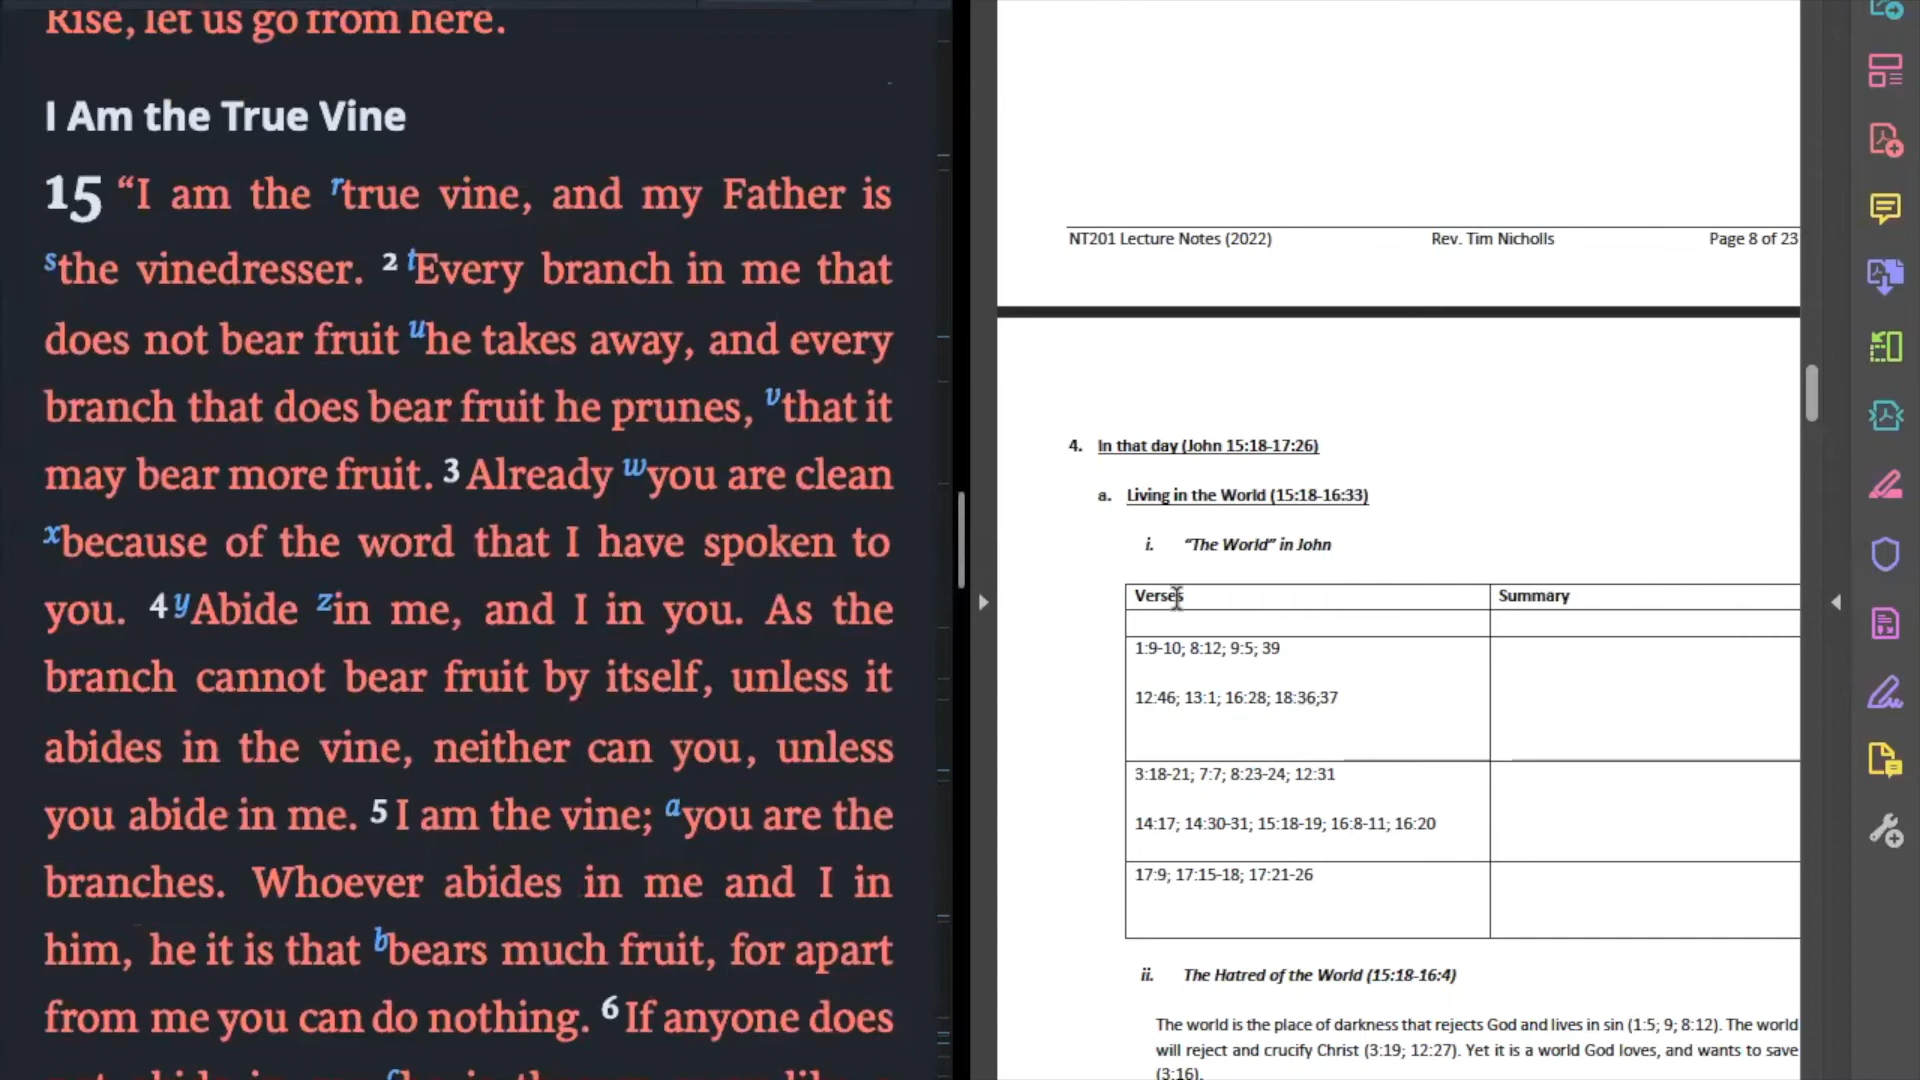 Rise, let us go from here.
I Am the True Vine
15 “I am the rtrue vine, and my Father is
sthe vinedresser. 2 tEvery branch in me that
does not bear fruit uhe takes away, and every
branch that does bear fruit he prunes, vthat it
may bear more fruit. 3 Already wyou are clean
xbecause of the word that I have spoken to
you. 4 yAbide zin me, and I in you. As the
branch cannot bear fruit by itself, unless it
abides in the vine, neither can you, unless
you abide in me. 5 I am the vine; ayou are the
branches. Whoever abides in me and I in
him, he it is that bbears much fruit, for apart
from me you can do nothing. 6 If anyone does
NT201 Lecture Notes (2022) Rev. Tim Nicholls Page 8 of 23
4. In that day (John 15:18-17:26)
a. Living in the World (15:18-16:33)
i. “The World” in John
Verses Summary
1:9-10; 8:12; 9:5; 39
12:46; 13:1; 16:28; 18:36;37
3:18-21; 7:7; 8:23-24; 12:31
14:17; 14:30-31; 15:18-19; 16:8-11; 16:20
17:9; 17:15-18; 17:21-26
ii. The Hatred of the World (15:18-16:4)
The world is the place of darkness that rejects God and lives in sin (1:5; 9; 8:12). The world
will reject and crucify Christ (3:19; 12:27). Yet it is a world God loves, and wants to save
(3:16).